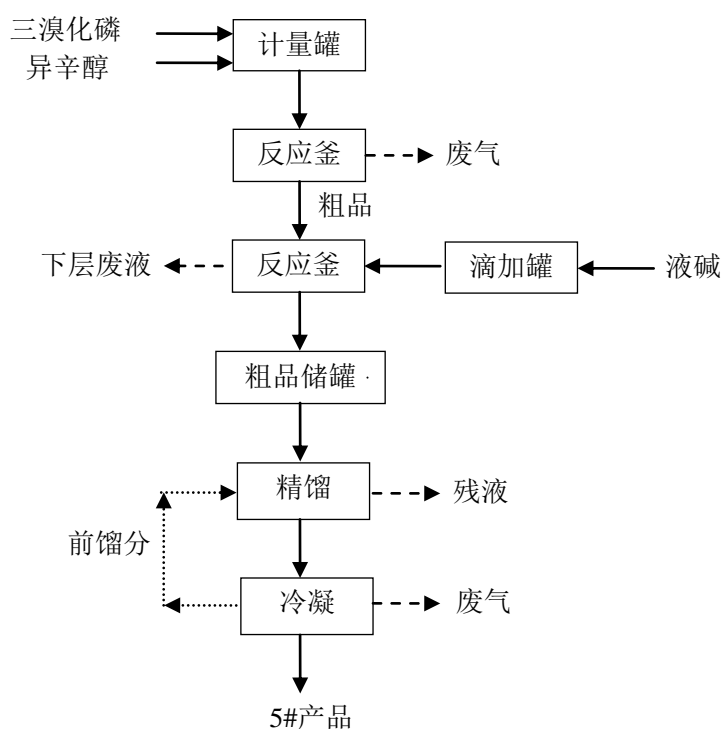 三溴化磷
异辛醇
计量罐
反应釜
废气
粗品
下层废液
反应釜
滴加罐
液碱
粗品储罐
精馏
残液
前馏分
冷凝
废气
5#产品